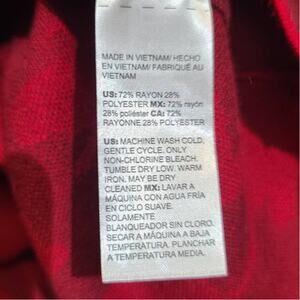 MADE IN VIETNAM/ HECHO
EN VIETNAM/ FABRIQUÉ AU
VIETNAM
US: 72% RAYON 28%
POLYESTER MX: 72% rayón
28% poliéster CA: 72%
RAYONNE 28% POLYESTER
US: MACHINE WASH COLD,
GENTLE CYCLE. ONLY
NON-CHLORINE BLEACH.
TUMBLE DRY LOW. WARM
IRON. MAY BE DRY
CLEANED MX: LAVAR A
MÁQUINA CON AGUA FRÍA
EN CICLO SUAVE.
SOLAMENTE
BLANQUEADOR SIN CLORO.
SECAR A MÁQUINA A BAJA
TEMPERATURA. PLANCHAR
A TEMPERATURA MEDIA.